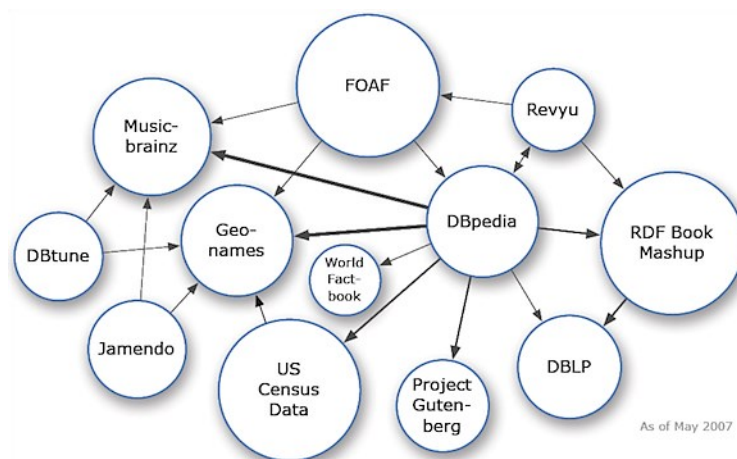 FOAF
Revyu
Music-
brainz
DBpedia
RDF Book
Mashup
Geo-
names
DBtune
World
Fact-
book
Jamendo
US
Census
Data
Project
Guten-
berg
DBLP
As of May 2007